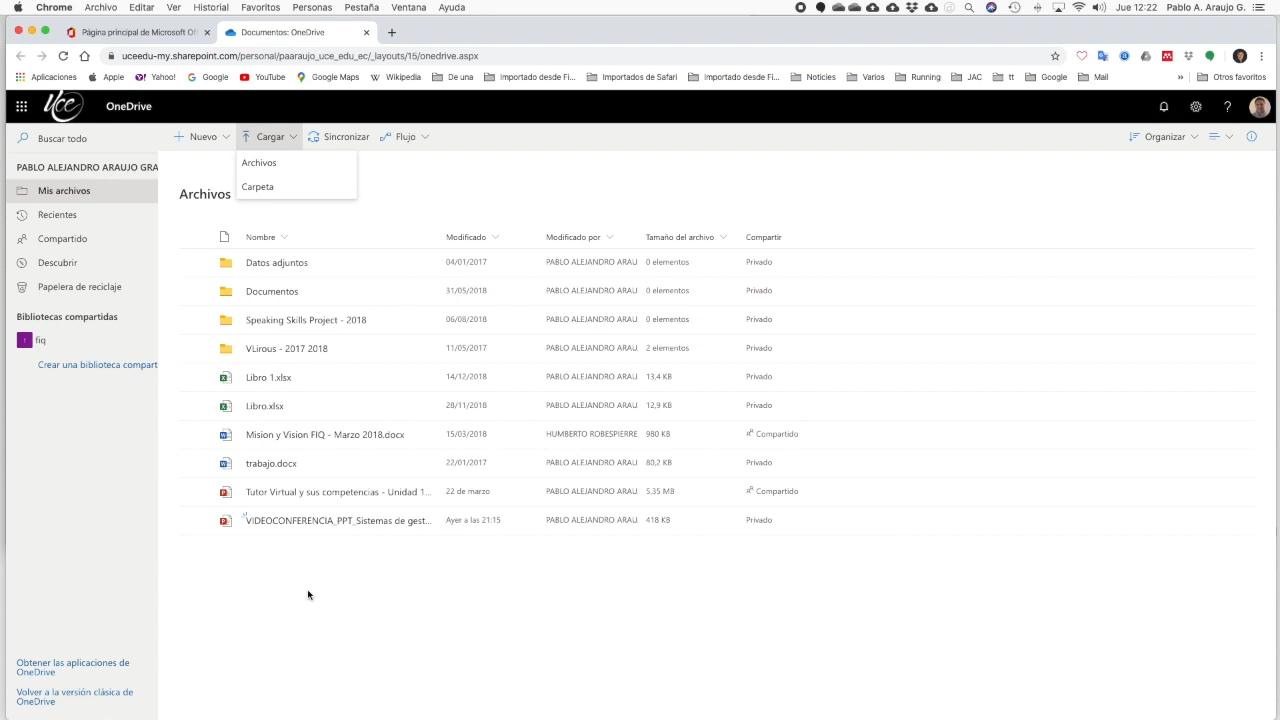 Chrome Archivo Editar Ver Historial Favoritos Personas Pestaña Ventana Ayuda Jue 12:22 Pablo A. Araujo G.
Página principal de Microsoft Of Documentos: OneDrive
uceedu-my.sharepoint.com/personal/paaraujo_uce_edu_ec/_layouts/15/onedrive.aspx
Aplicaciones Apple Yahoo! Google YouTube Google Maps Wikipedia De una Importado desde Fi... Importados de Safari Importado desde Fi... Noticies Varios Running JAC tt Google Mail » Otros favoritos
uce OneDrive
Buscar todo Nuevo Cargar Sincronizar Flujo Organizar
Archivos
Carpeta
PABLO ALEJANDRO ARAUJO GRA
Mis archivos
Recientes
Compartido
Descubrir
Papelera de reciclaje
Bibliotecas compartidas
f fiq
Crear una biblioteca compart
Obtener las aplicaciones de
OneDrive
Volver a la versión clásica de
OneDrive
Archivos
Nombre Modificado Modificado por Tamaño del archivo Compartir
Datos adjuntos 04/01/2017 PABLO ALEJANDRO ARAU 0 elementos Privado
Documentos 31/05/2018 PABLO ALEJANDRO ARAU 0 elementos Privado
Speaking Skills Project - 2018 06/08/2018 PABLO ALEJANDRO ARAU 0 elementos Privado
VLirous - 2017 2018 11/05/2017 PABLO ALEJANDRO ARAU 2 elementos Privado
Libro 1.xlsx 14/12/2018 PABLO ALEJANDRO ARAU 13,4 KB Privado
Libro.xlsx 28/11/2018 PABLO ALEJANDRO ARAU 12,9 KB Privado
Mision y Vision FIQ - Marzo 2018.docx 15/03/2018 HUMBERTO ROBESPIERRE 980 KB Compartido
trabajo.docx 22/01/2017 PABLO ALEJANDRO ARAU 80,2 KB Privado
Tutor Virtual y sus competencias - Unidad 1... 22 de marzo PABLO ALEJANDRO ARAU 5,35 MB Compartido
VIDEOCONFERENCIA_PPT_Sistemas de gest... Ayer a las 21:15 PABLO ALEJANDRO ARAU 418 KB Privado